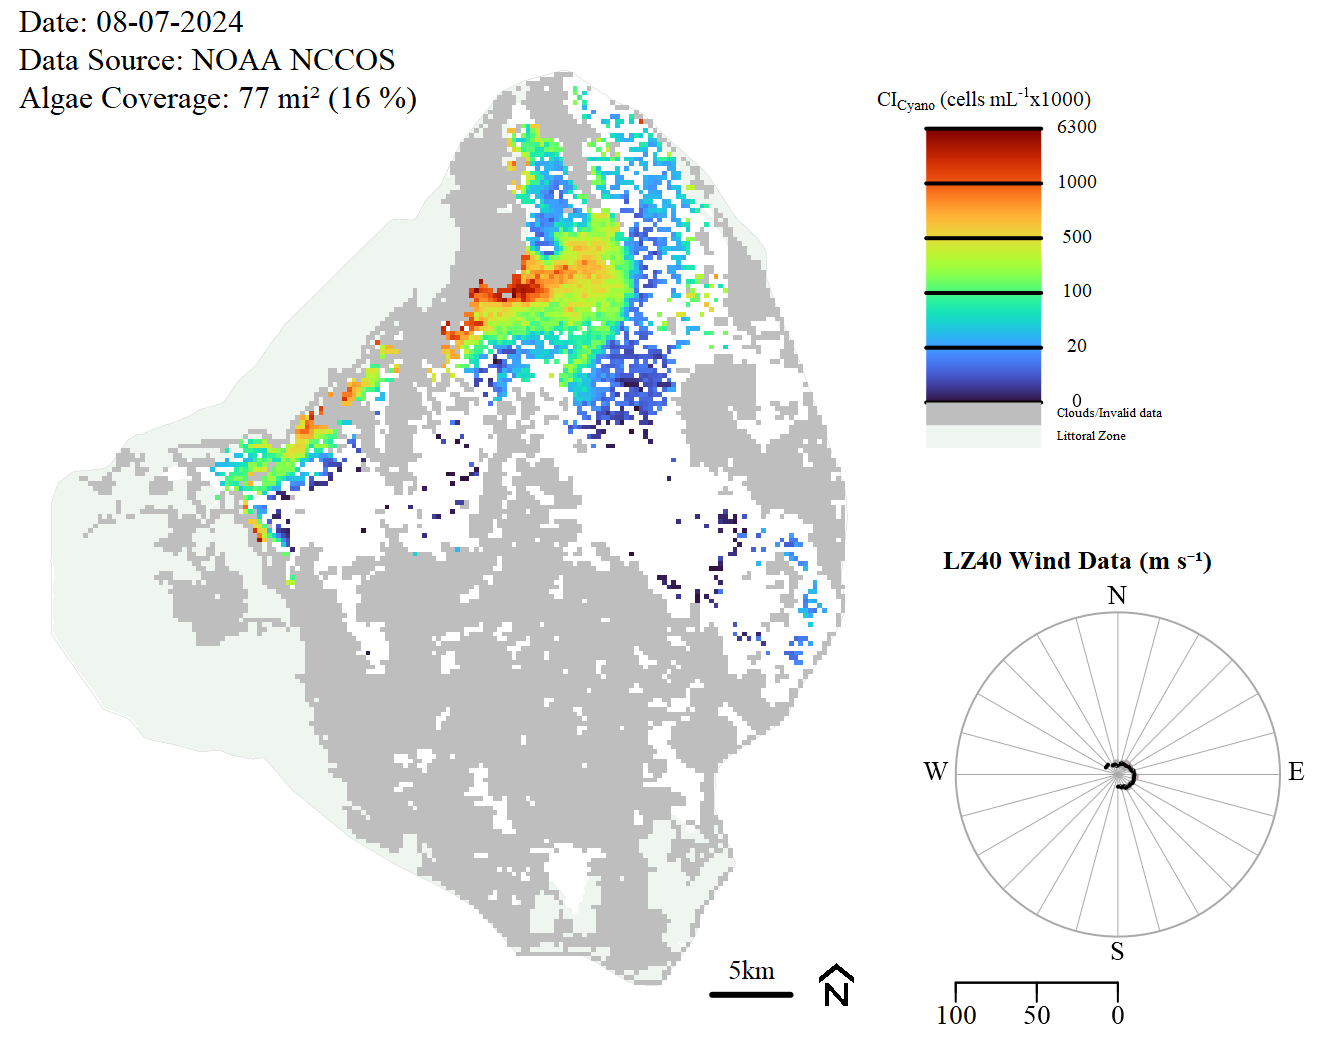 Date: 08-07-2024
Data Source: NOAA NCCOS
Algae Coverage: 77 mi² (16 %)
CI_Cyano (cells mL⁻¹x1000)
6300
1000
500
100
20
0
Clouds/Invalid data
Littoral Zone
LZ40 Wind Data (m s⁻¹)
N
W E
S
5km
N
100 50 0